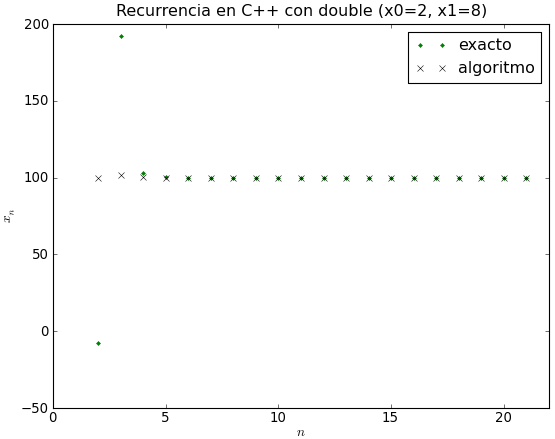 Recurrencia en C++ con double (x0=2, x1=8)
exacto
algoritmo
200
150
100
50
0
−50
0 5 10 15 20
x_n
n